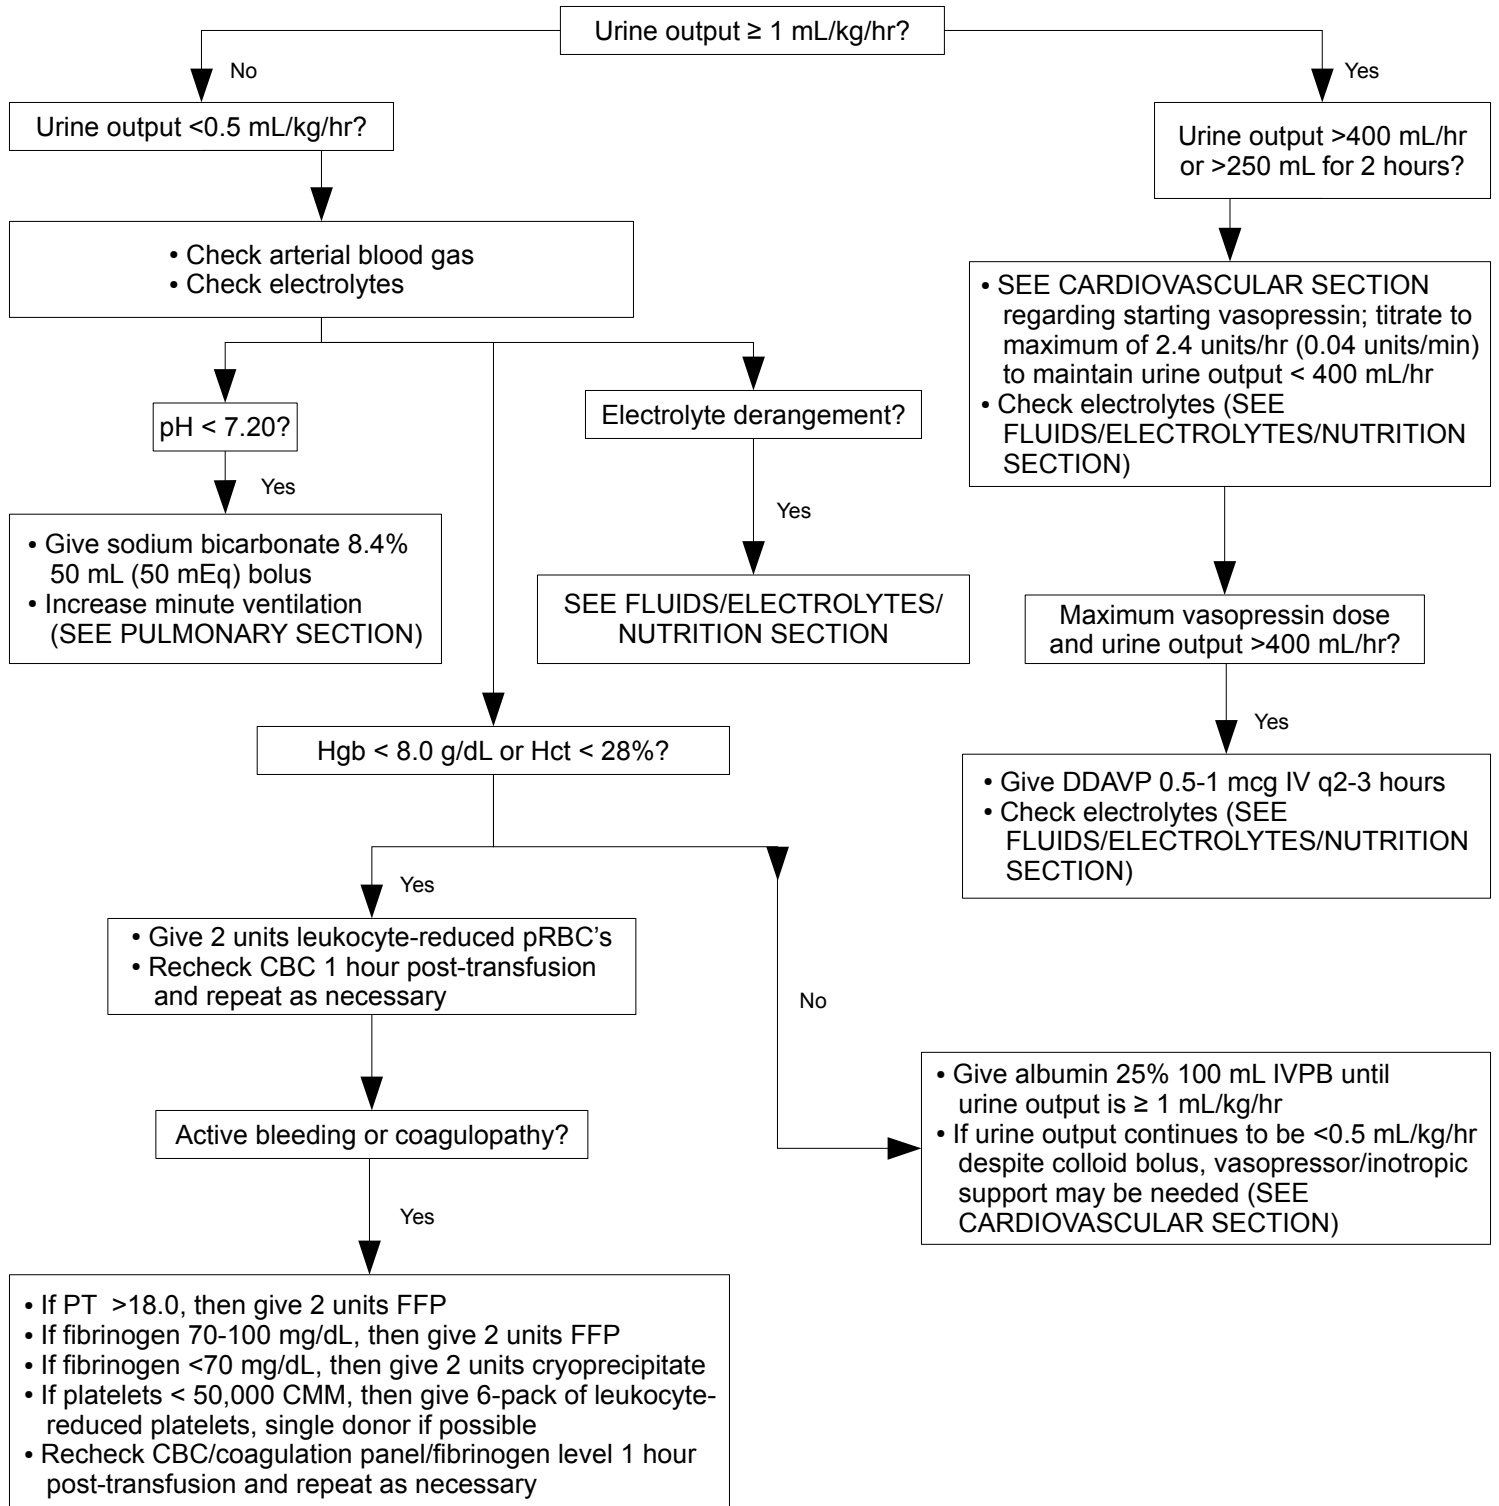 Urine output ≥ 1 mL/kg/hr?
No
Yes
Urine output <0.5 mL/kg/hr?
Urine output >400 mL/hr
or >250 mL for 2 hours?
• Check arterial blood gas
• Check electrolytes
• SEE CARDIOVASCULAR SECTION
regarding starting vasopressin; titrate to
maximum of 2.4 units/hr (0.04 units/min)
to maintain urine output < 400 mL/hr
• Check electrolytes (SEE
FLUIDS/ELECTROLYTES/NUTRITION
SECTION)
pH < 7.20?
Electrolyte derangement?
Yes
Yes
• Give sodium bicarbonate 8.4%
50 mL (50 mEq) bolus
• Increase minute ventilation
(SEE PULMONARY SECTION)
SEE FLUIDS/ELECTROLYTES/
NUTRITION SECTION
Maximum vasopressin dose
and urine output >400 mL/hr?
Yes
Hgb < 8.0 g/dL or Hct < 28%?
• Give DDAVP 0.5-1 mcg IV q2-3 hours
• Check electrolytes (SEE
FLUIDS/ELECTROLYTES/NUTRITION
SECTION)
Yes
• Give 2 units leukocyte-reduced pRBC's
• Recheck CBC 1 hour post-transfusion
and repeat as necessary
No
• Give albumin 25% 100 mL IVPB until
urine output is ≥ 1 mL/kg/hr
• If urine output continues to be <0.5 mL/kg/hr
despite colloid bolus, vasopressor/inotropic
support may be needed (SEE
CARDIOVASCULAR SECTION)
Active bleeding or coagulopathy?
Yes
• If PT >18.0, then give 2 units FFP
• If fibrinogen 70-100 mg/dL, then give 2 units FFP
• If fibrinogen <70 mg/dL, then give 2 units cryoprecipitate
• If platelets < 50,000 CMM, then give 6-pack of leukocyte-
reduced platelets, single donor if possible
• Recheck CBC/coagulation panel/fibrinogen level 1 hour
post-transfusion and repeat as necessary